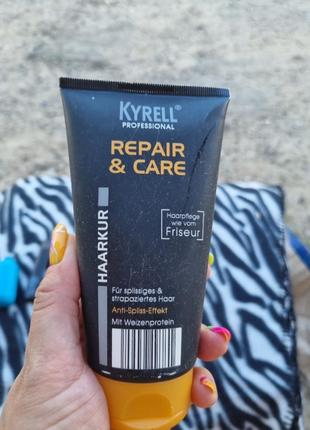 KYRELL®
PROFESSIONAL
REPAIR
& CARE
HAARKUR
Haarpflege
wie vom
Friseur
Für splissiges &
strapaziertes Haar
Anti-Spliss-Effekt
Mit Weizenprotein